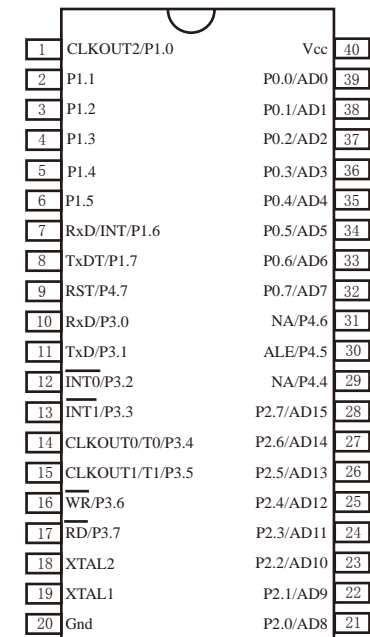 1 CLKOUT2/P1.0 Vcc 40
2 P1.1 P0.0/AD0 39
3 P1.2 P0.1/AD1 38
4 P1.3 P0.2/AD2 37
5 P1.4 P0.3/AD3 36
6 P1.5 P0.4/AD4 35
7 RxD/INT/P1.6 P0.5/AD5 34
8 TxDT/P1.7 P0.6/AD6 33
9 RST/P4.7 P0.7/AD7 32
10 RxD/P3.0 NA/P4.6 31
11 TxD/P3.1 ALE/P4.5 30
12 INT0/P3.2 NA/P4.4 29
13 INT1/P3.3 P2.7/AD15 28
14 CLKOUT0/T0/P3.4 P2.6/AD14 27
15 CLKOUT1/T1/P3.5 P2.5/AD13 26
16 WR/P3.6 P2.4/AD12 25
17 RD/P3.7 P2.3/AD11 24
18 XTAL2 P2.2/AD10 23
19 XTAL1 P2.1/AD9 22
20 Gnd P2.0/AD8 21